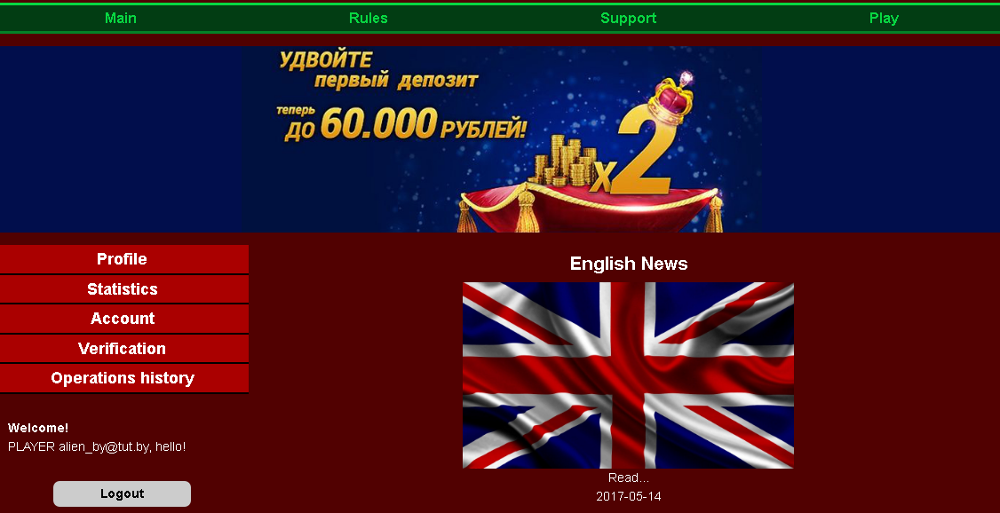 Main
Rules
Support
Play
УДВОЙТЕ
первый депозит
теперь
ДО 60.000 РУБЛЕЙ!
x2
Profile
Statistics
Account
Verification
Operations history
Welcome!
PLAYER alien_by@tut.by, hello!
Logout
English News
Read...
2017-05-14